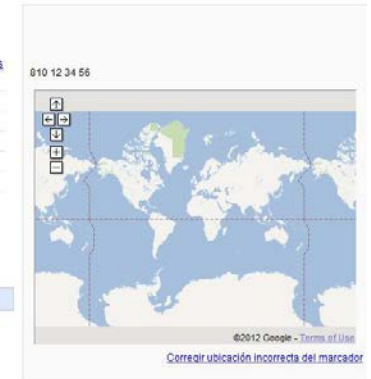 s
810 12 34 56
©2012 Google - Terms of Use
Corregir ubicación incorrecta del marcador